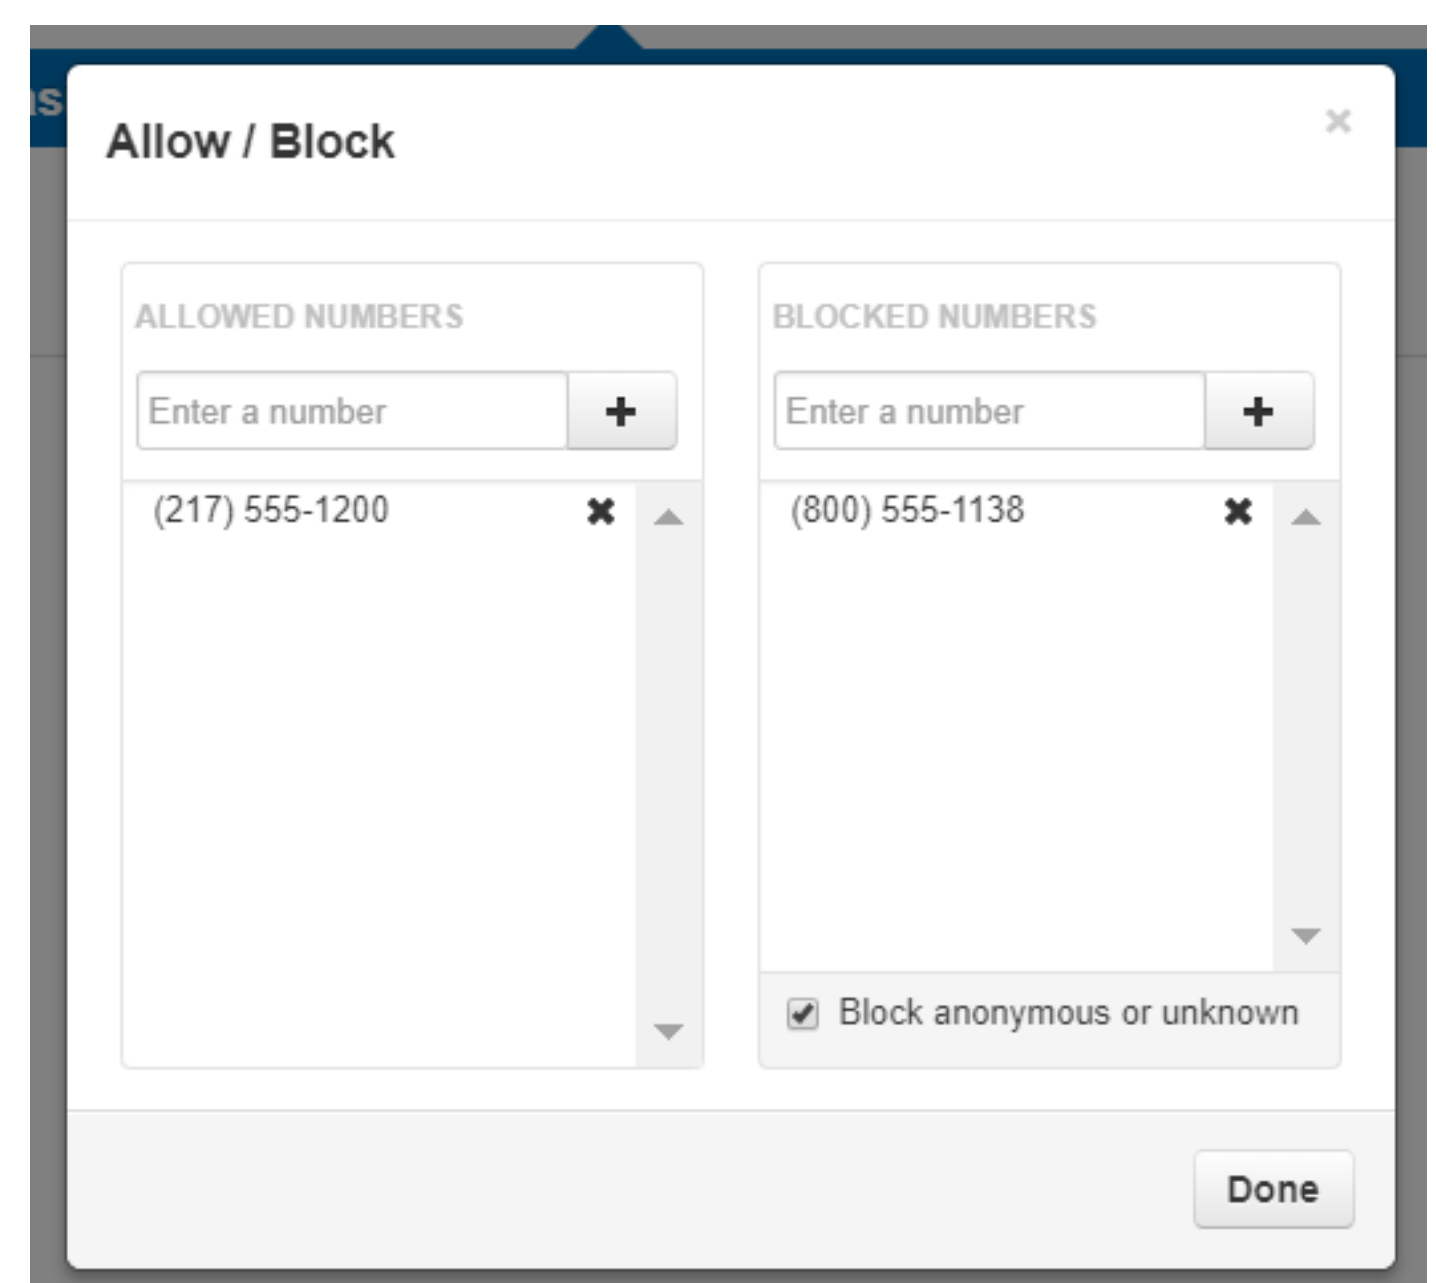 as
Allow / Block
×
ALLOWED NUMBERS
Enter a number
+
(217) 555-1200
BLOCKED NUMBERS
Enter a number
+
(800) 555-1138
Block anonymous or unknown
Done